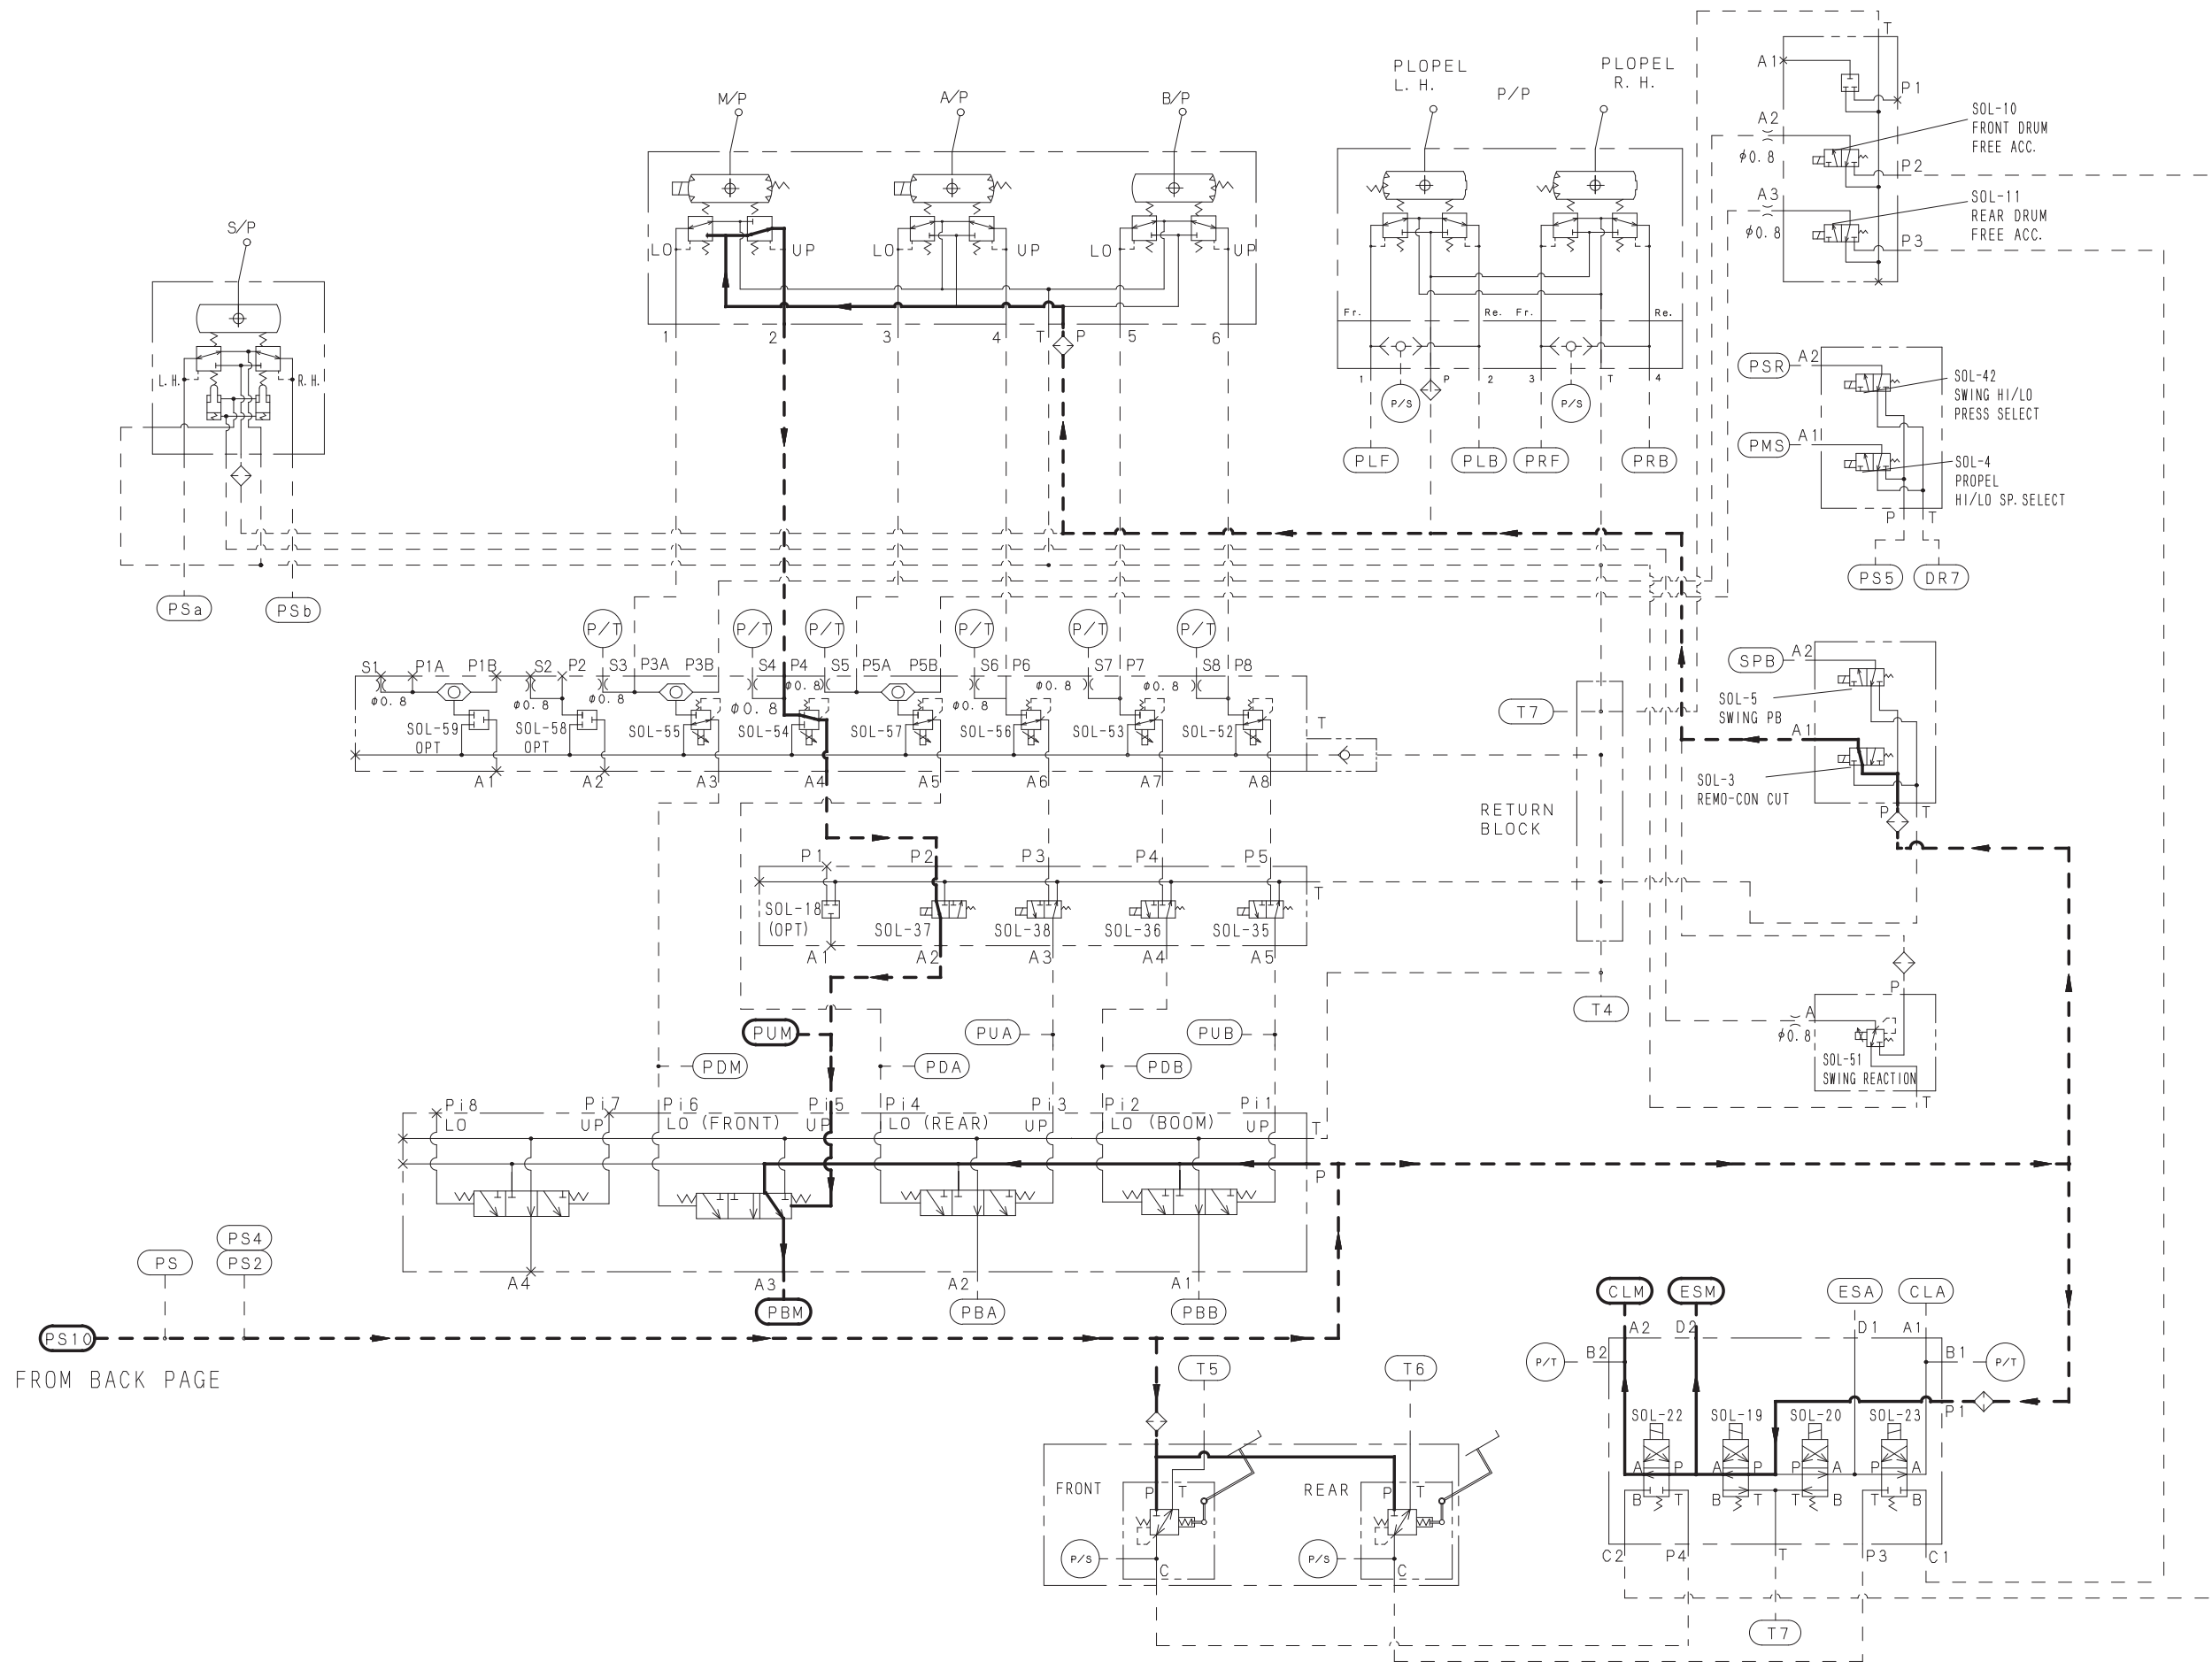 M/P
A/P
B/P
PLOPEL
L. H.
P/P
PLOPEL
R. H.
S/P
T
A1
P1
A2
φ0. 8
P2
A3
φ0. 8
P3
SOL-10
FRONT DRUM
FREE ACC.
SOL-11
REAR DRUM
FREE ACC.
L. H.
R. H.
LO
UP
LO
UP
LO
UP
1
2
3
4
T
P
5
6
Fr.
Re.
Fr.
Re.
1
P
2
3
T
4
P/S
P/S
PLF
PLB
PRF
PRB
PSR
A2
PMS
A1
SOL-42
SWING HI/LO
PRESS SELECT
SOL-4
PROPEL
HI/LO SP. SELECT
P
T
PS5
DR7
PSa
PSb
P/T
P/T
P/T
P/T
P/T
P/T
S1
P1A
P1B
S2
P2
S3
P3A
P3B
S4
P4
S5
P5A
P5B
S6
P6
S7
P7
S8
P8
φ0. 8
φ0. 8
φ0. 8
φ0. 8
φ0. 8
φ0. 8
φ0. 8
φ0. 8
SOL-59
OPT
SOL-58
OPT
SOL-55
SOL-54
SOL-57
SOL-56
SOL-53
SOL-52
T
A1
A2
A3
A4
A5
A6
A7
A8
T7
RETURN
BLOCK
SPB
A2
SOL-5
SWING PB
A1
SOL-3
REMO-CON CUT
P
T
P1
P2
P3
P4
P5
T
SOL-18
(OPT)
SOL-37
SOL-38
SOL-36
SOL-35
A1
A2
A3
A4
A5
T4
P
A
φ0. 8
SOL-51
SWING REACTION
T
PUM
PUA
PUB
PDM
PDA
PDB
Pi8
LO
Pi7
UP
Pi6
LO (FRONT)
Pi5
UP
Pi4
LO (REAR)
Pi3
UP
Pi2
LO (BOOM)
Pi1
UP
T
P
A4
A3
A2
A1
PBM
PBA
PBB
PS
PS4
PS2
PS10
FROM BACK PAGE
CLM
ESM
ESA
CLA
A2
D2
D1
A1
P/T
B2
B1
P/T
P1
SOL-22
SOL-19
SOL-20
SOL-23
A
P
A
P
P
A
P
A
B
T
B
T
T
B
T
B
C2
P4
T
P3
C1
T7
T5
T6
FRONT
P
T
REAR
P
T
P/S
C
P/S
C